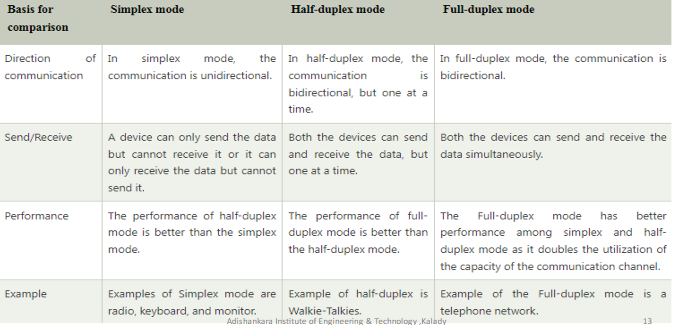 Basis for comparison | Simplex mode | Half-duplex mode | Full-duplex mode
Direction of communication | In simplex mode, the communication is unidirectional. | In half-duplex mode, the communication is bidirectional, but one at a time. | In full-duplex mode, the communication is bidirectional.
Send/Receive | A device can only send the data but cannot receive it or it can only receive the data but cannot send it. | Both the devices can send and receive the data, but one at a time. | Both the devices can send and receive the data simultaneously.
Performance | The performance of half-duplex mode is better than the simplex mode. | The performance of full-duplex mode is better than the half-duplex mode. | The Full-duplex mode has better performance among simplex and half-duplex mode as it doubles the utilization of the capacity of the communication channel.
Example | Examples of Simplex mode are radio, keyboard, and monitor. | Example of half-duplex is Walkie-Talkies. | Example of the Full-duplex mode is a telephone network.
Adishankara Institute of Engineering & Technology ,Kalady
13